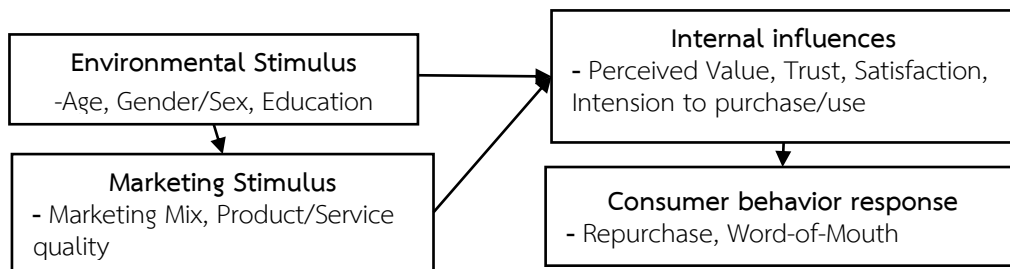 Environmental Stimulus
-Age, Gender/Sex, Education
Marketing Stimulus
- Marketing Mix, Product/Service
quality
Internal influences
- Perceived Value, Trust, Satisfaction,
Intension to purchase/use
Consumer behavior response
- Repurchase, Word-of-Mouth